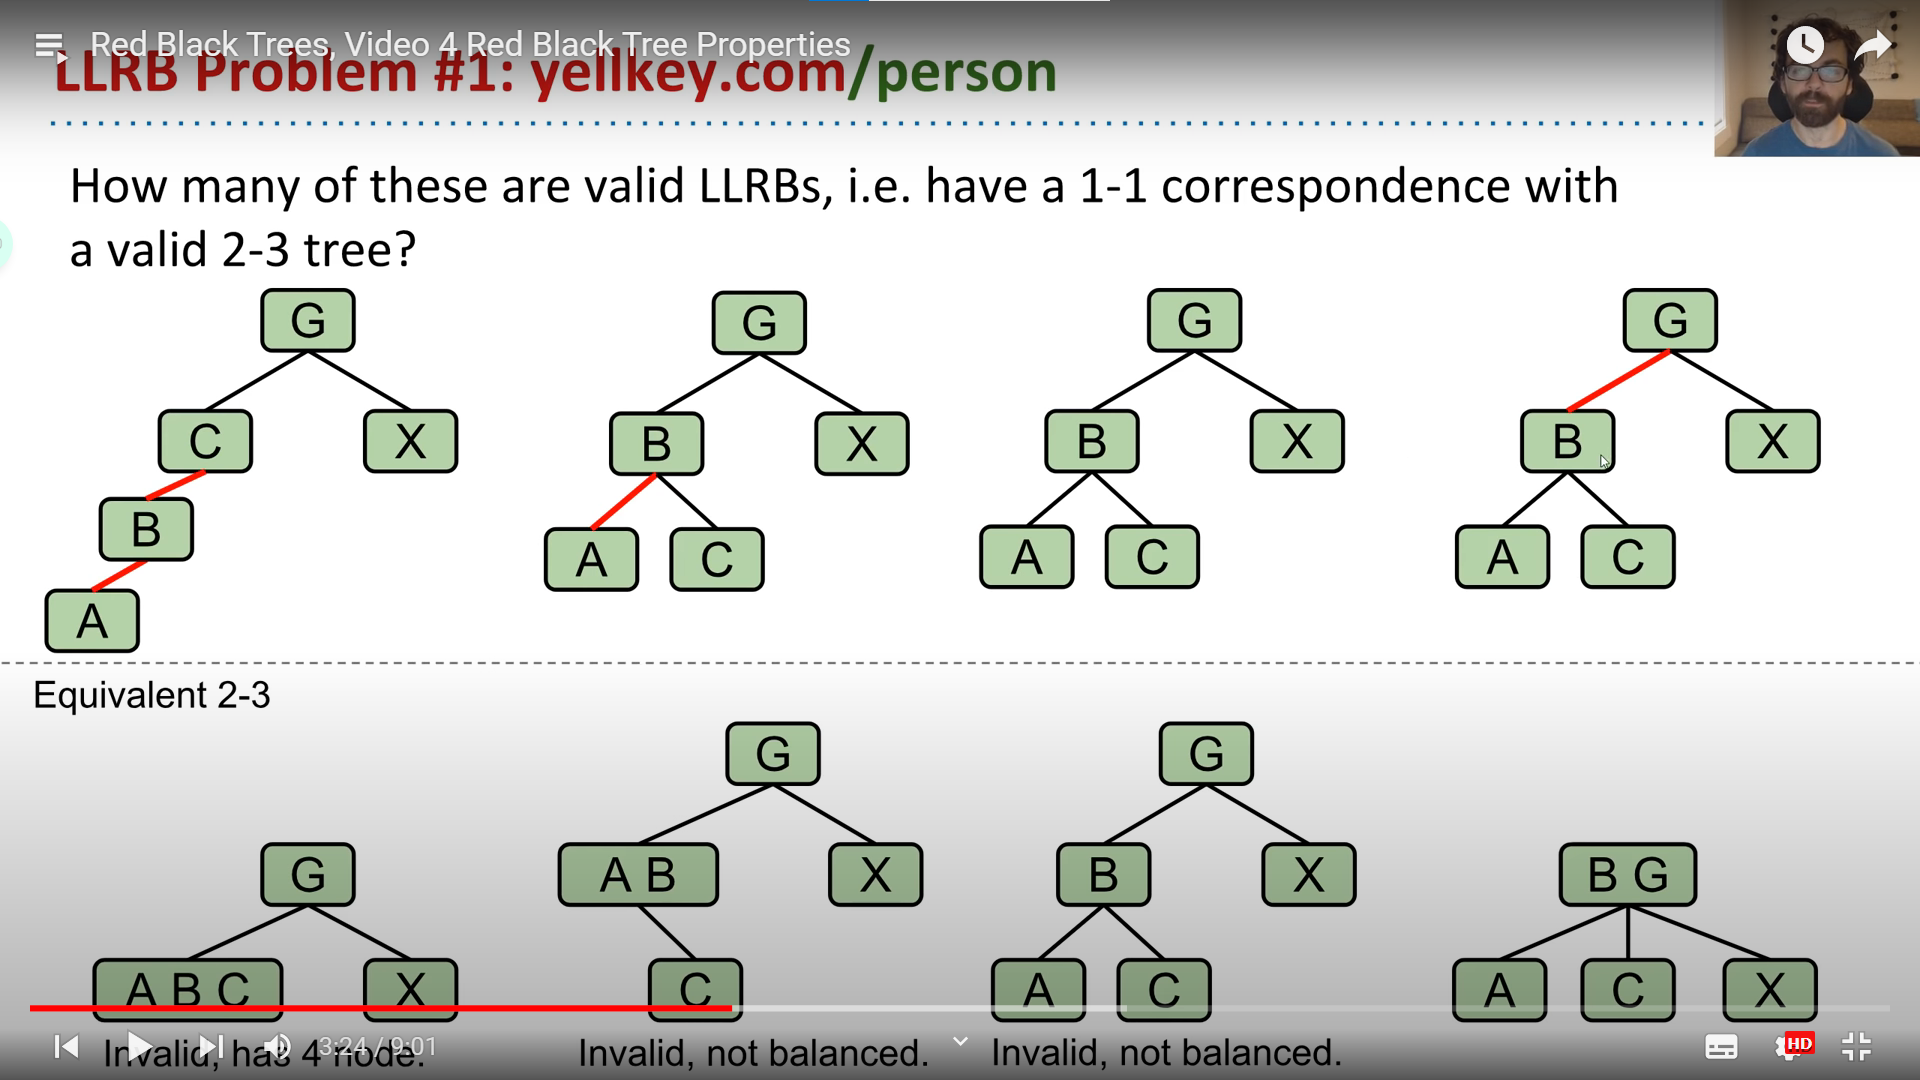 Red Black Trees, Video 4 Red Black Tree Properties
LLRB Problem #1: yellkey.com/person
How many of these are valid LLRBs, i.e. have a 1-1 correspondence with
a valid 2-3 tree?
G G G G
C X B X B X B X
B
A C A C A C
A
Equivalent 2-3
G G
G A B X B X B G
A B C X C A C A C X
3:24 / 9:01
Invalid, has 4 node. Invalid, not balanced. Invalid, not balanced.
HD